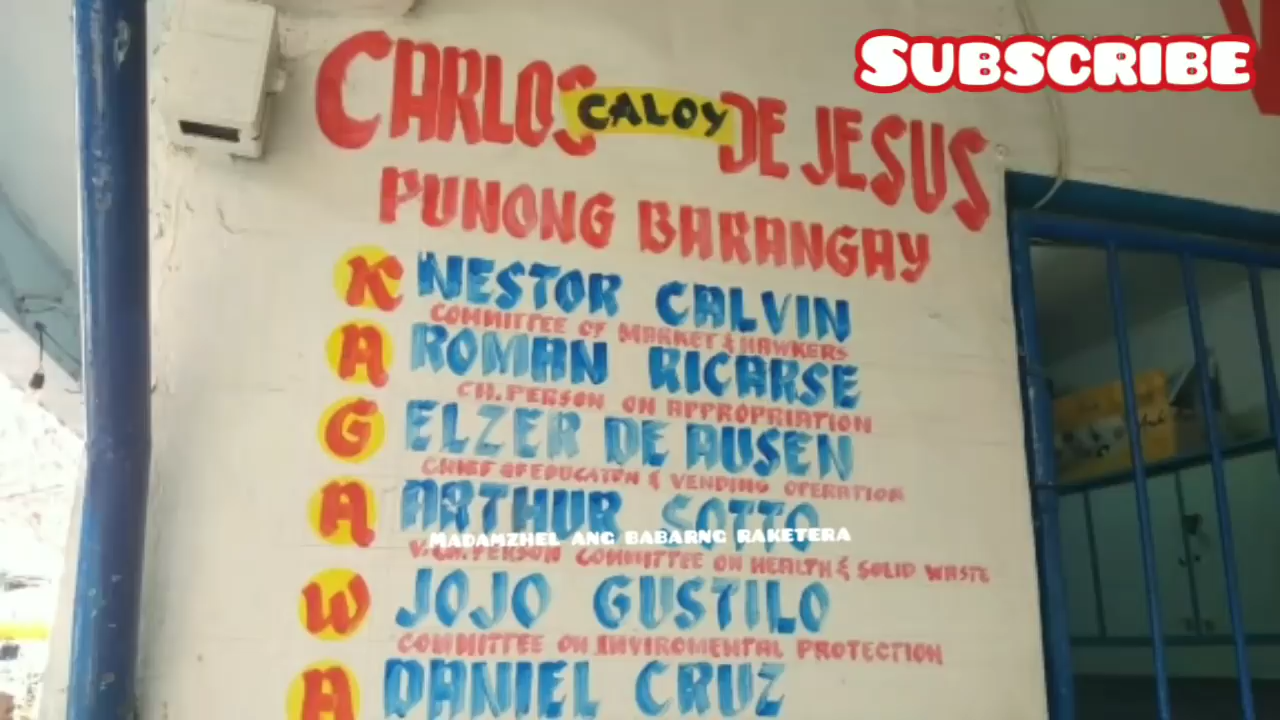 SUBSCRIBE
CARLOS CALOY DE JESUS
PUNONG BARANGAY
K NESTOR CALVIN
COMMITTEE OF MARKET & HAWKERS
A ROMAN RICARSE
CH.PERSON ON APPROPRIATION
G ELZER DE AUSEN
CHIEF OF EDUCATON & VENDING OPERATION
A ARTHUR SOTTO
MADAMZHEL ANG BABARNG RAKETERA
V-CH.PERSON COMMITTEE ON HEALTH & SOLID WASTE
W JOJO GUSTILO
COMMITTEE ON INVIROMENTAL PROTECTION
A DANIEL CRUZ